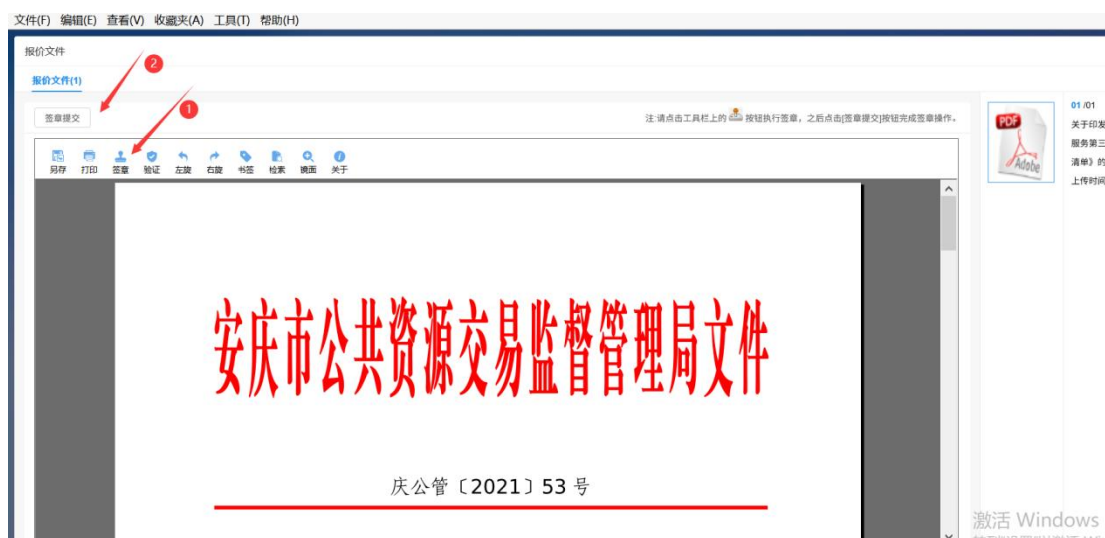 文件(F) 编辑(E) 查看(V) 收藏夹(A) 工具(T) 帮助(H)
报价文件
2
报价文件(1)
1
签章提交
注:请点击工具栏上的 按钮执行签章，之后点击[签章提交]按钮完成签章操作。
另存 打印 签章 验证 左旋 右旋 书签 检索 镜面 关于
PDF
Adobe
01 /01
关于印发
服务第三
清单》的
上传时间
安庆市公共资源交易监督管理局文件
庆公管〔2021〕53 号
激活 Windows